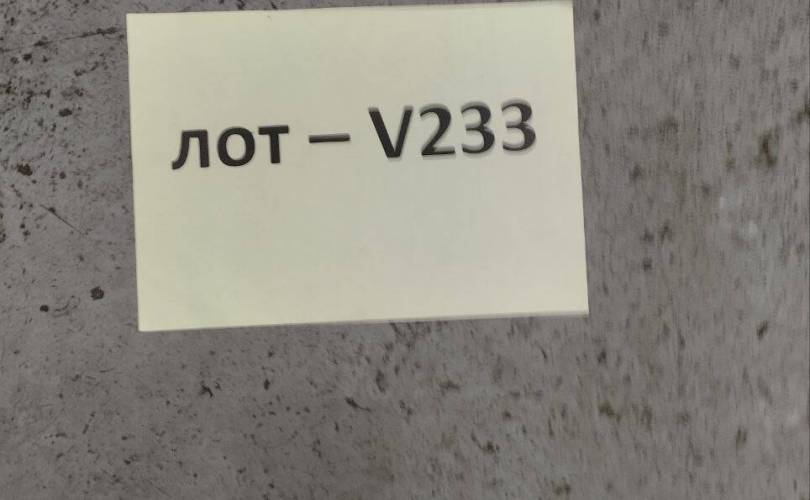 лот – V233